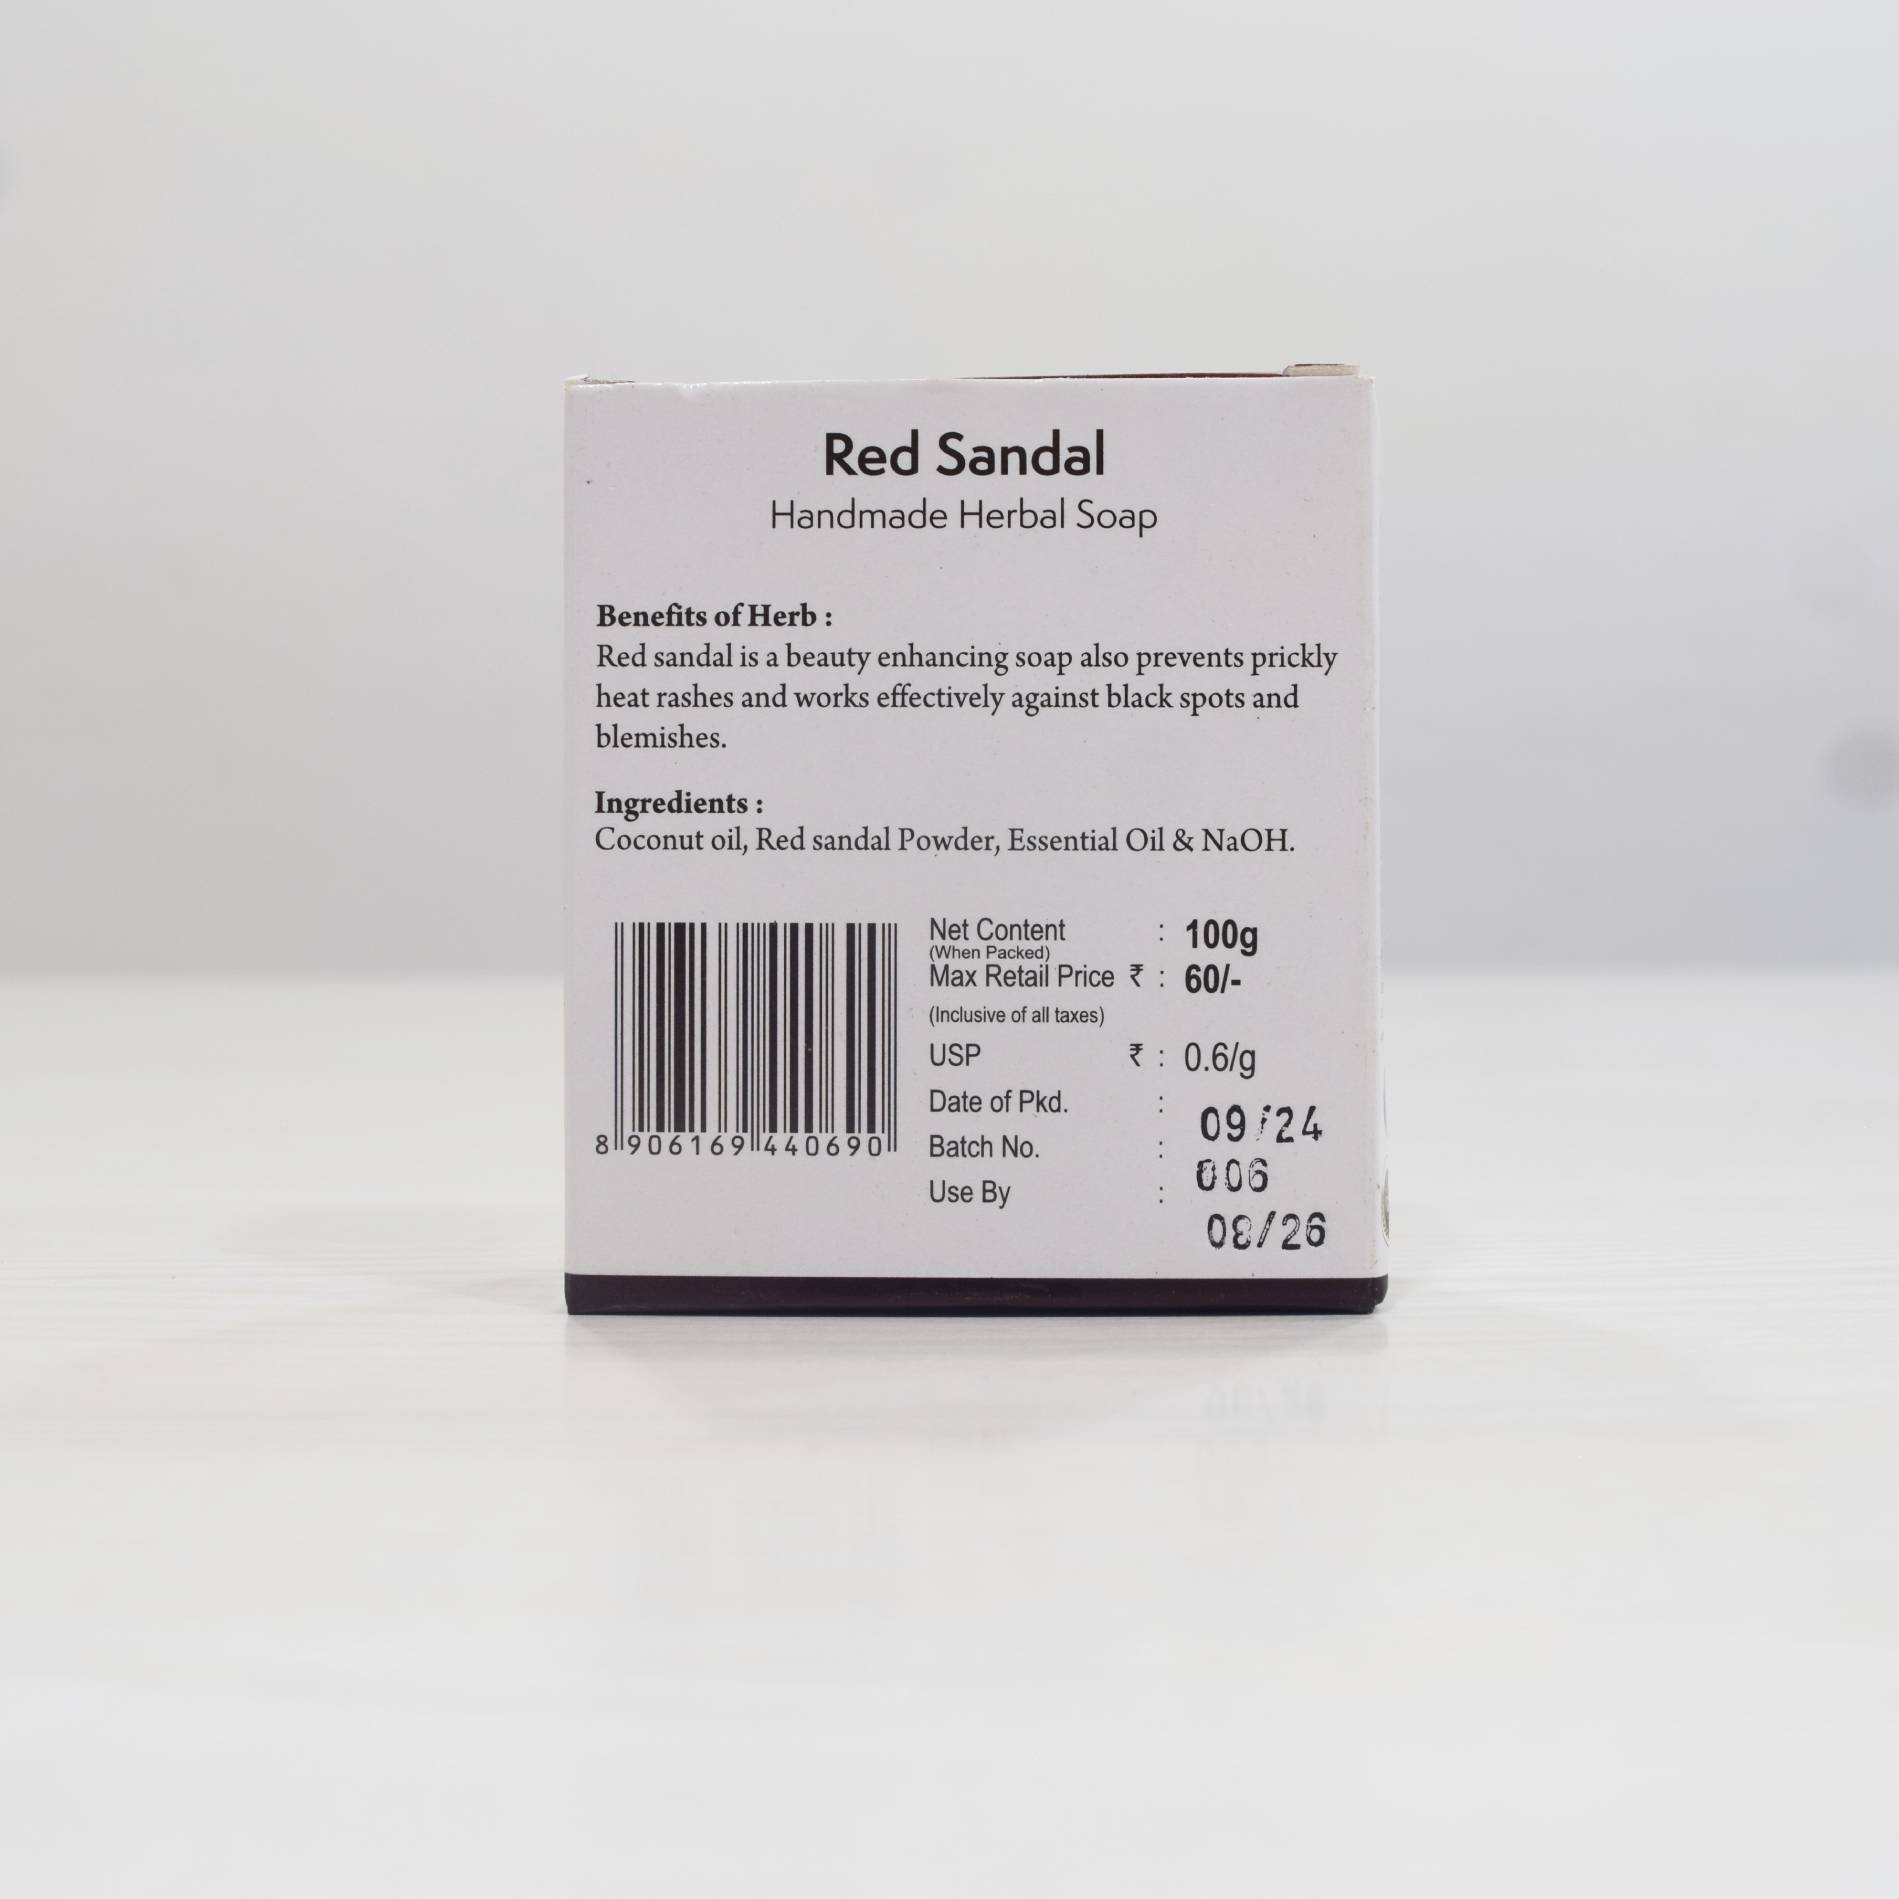 Red Sandal
Handmade Herbal Soap
Benefits of Herb :
Red sandal is a beauty enhancing soap also prevents prickly
heat rashes and works effectively against black spots and
blemishes.
Ingredients :
Coconut oil, Red sandal Powder, Essential Oil & NaOH.
Net Content : 100g
(When Packed)
Max Retail Price ₹ : 60/-
(Inclusive of all taxes)
USP ₹ : 0.6/g
Date of Pkd. : 09/24
Batch No. : 006
Use By : 08/26
8 906169 440690